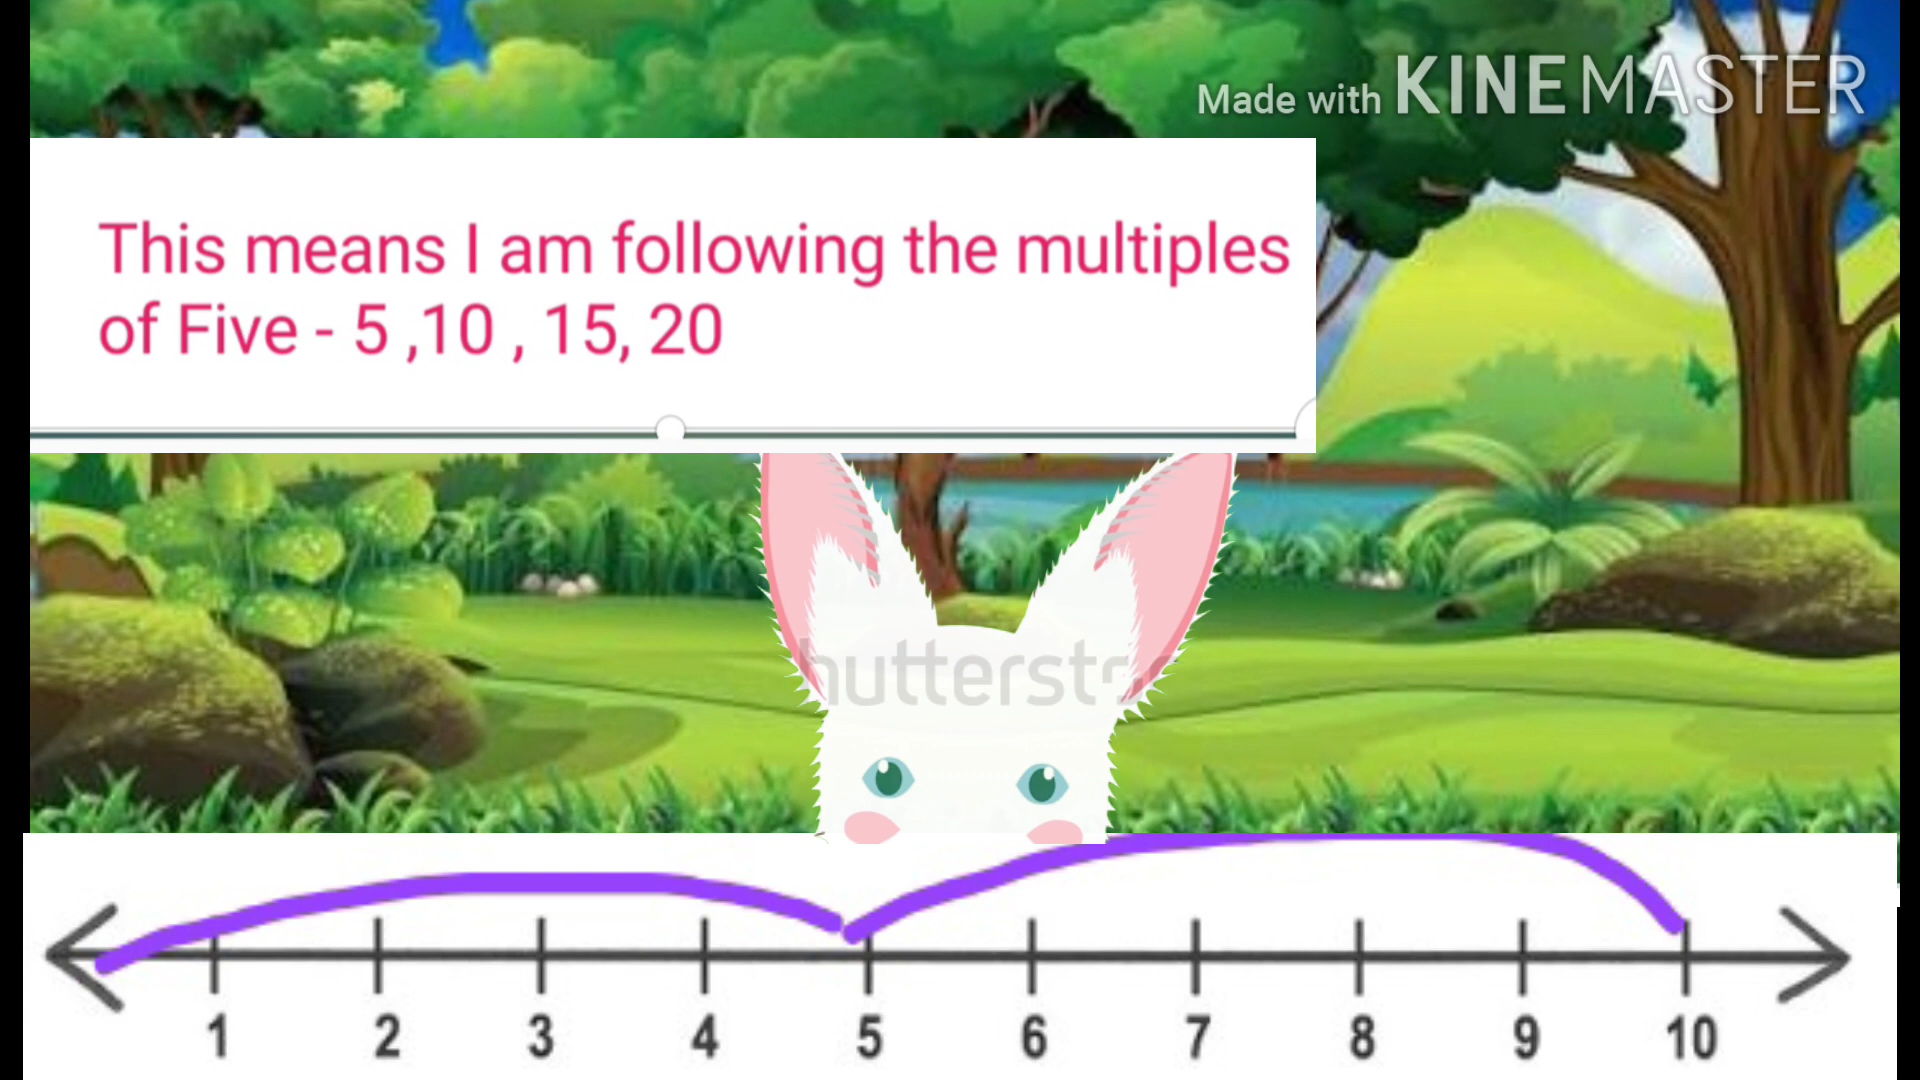 Made with KINEMASTER
This means I am following the multiples
of Five - 5 ,10 , 15, 20
hutterst
1 2 3 4 5 6 7 8 9 10